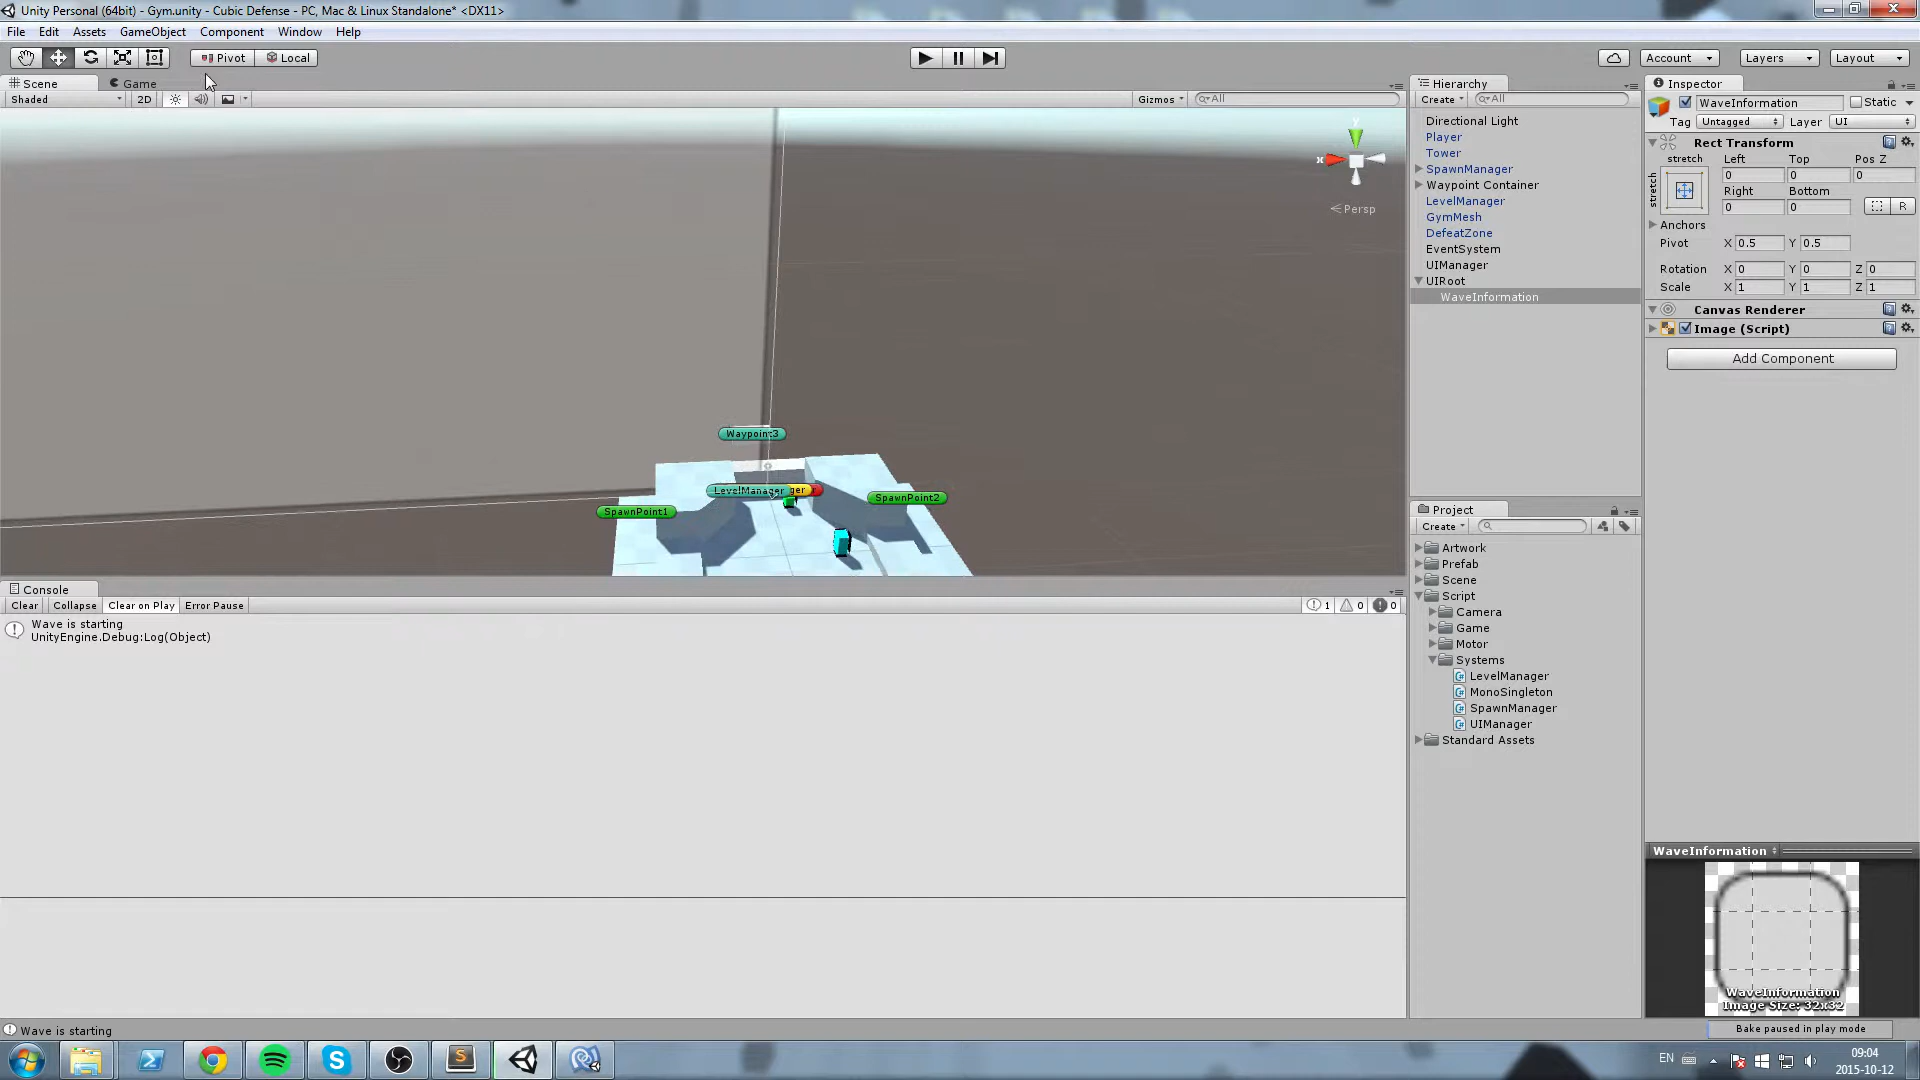 Unity Personal (64bit) - Gym.unity - Cubic Defense - PC, Mac & Linux Standalone* <DX11>
File Edit Assets GameObject Component Window Help
Pivot Local Account Layers Layout
Scene Game
Shaded 2D Gizmos All
Persp
y
x
Waypoint3
LevelManager
SpawnPoint2
SpawnPoint1
Console
Clear Collapse Clear on Play Error Pause 1 0 0
Wave is starting
UnityEngine.Debug:Log(Object)
Hierarchy
Create All
Directional Light
Player
Tower
SpawnManager
Waypoint Container
LevelManager
GymMesh
DefeatZone
EventSystem
UIManager
UIRoot
WaveInformation
Project
Create
Artwork
Prefab
Scene
Script
Camera
Game
Motor
Systems
LevelManager
MonoSingleton
SpawnManager
UIManager
Standard Assets
Inspector
WaveInformation Static
Tag Untagged Layer UI
Rect Transform
stretch Left Top Pos Z
stretch 0 0 0
Right Bottom
0 0 R
Anchors
Pivot X 0.5 Y 0.5
Rotation X 0 Y 0 Z 0
Scale X 1 Y 1 Z 1
Canvas Renderer
Image (Script)
Add Component
WaveInformation
WaveInformation
Image Size: 32x32
Bake paused in play mode
Wave is starting
EN 09:04
2015-10-12